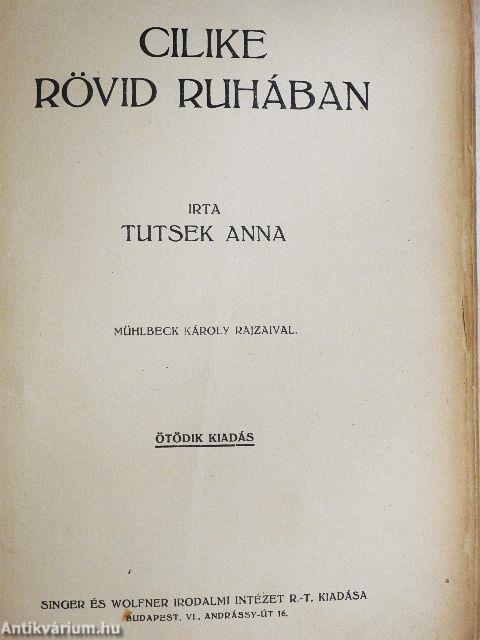 CILIKE
RÖVID RUHÁBAN
IRTA
TUTSEK ANNA
MÜHLBECK KÁROLY RAJZAIVAL.
ÖTÖDIK KIADÁS
SINGER ÉS WOLFNER IRODALMI INTÉZET R.-T. KIADÁSA
BUDAPEST, VI., ANDRÁSSY-ÚT 16.
Antikvárium.hu